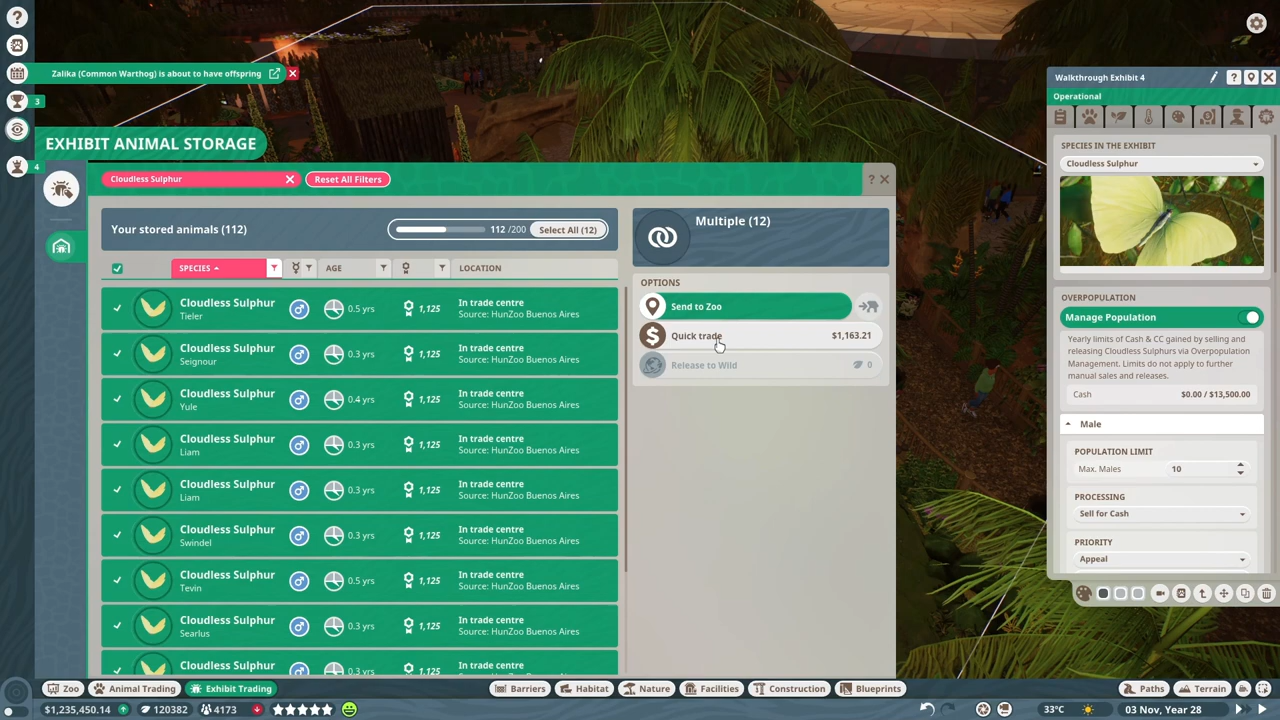 ?
Zalika (Common Warthog) is about to have offspring
3
EXHIBIT ANIMAL STORAGE
4
Cloudless Sulphur
Reset All Filters
?
Your stored animals (112)
112 /200
Select All (12)
SPECIES
AGE
LOCATION
Cloudless Sulphur
Tieler
0.5 yrs
1,125
In trade centre
Source: HunZoo Buenos Aires
Cloudless Sulphur
Seignour
0.3 yrs
1,125
In trade centre
Source: HunZoo Buenos Aires
Cloudless Sulphur
Yule
0.4 yrs
1,125
In trade centre
Source: HunZoo Buenos Aires
Cloudless Sulphur
Liam
0.3 yrs
1,125
In trade centre
Source: HunZoo Buenos Aires
Cloudless Sulphur
Liam
0.3 yrs
1,125
In trade centre
Source: HunZoo Buenos Aires
Cloudless Sulphur
Swindel
0.3 yrs
1,125
In trade centre
Source: HunZoo Buenos Aires
Cloudless Sulphur
Tevin
0.5 yrs
1,125
In trade centre
Source: HunZoo Buenos Aires
Cloudless Sulphur
Searlus
0.3 yrs
1,125
In trade centre
Source: HunZoo Buenos Aires
Cloudless Sulphur
0.3 yrs
1,125
In trade centre
Multiple (12)
OPTIONS
Send to Zoo
$
Quick trade
$1,163.21
Release to Wild
0
Walkthrough Exhibit 4
?
Operational
SPECIES IN THE EXHIBIT
Cloudless Sulphur
OVERPOPULATION
Manage Population
Yearly limits of Cash & CC gained by selling and
releasing Cloudless Sulphurs via Overpopulation
Management. Limits do not apply to further
manual sales and releases.
Cash
$0.00 / $13,500.00
Male
POPULATION LIMIT
Max. Males
10
PROCESSING
Sell for Cash
PRIORITY
Appeal
Zoo
Animal Trading
Exhibit Trading
Barriers
Habitat
Nature
Facilities
Construction
Blueprints
Paths
Terrain
$1,235,450.14
120382
4173
33°C
03 Nov, Year 28